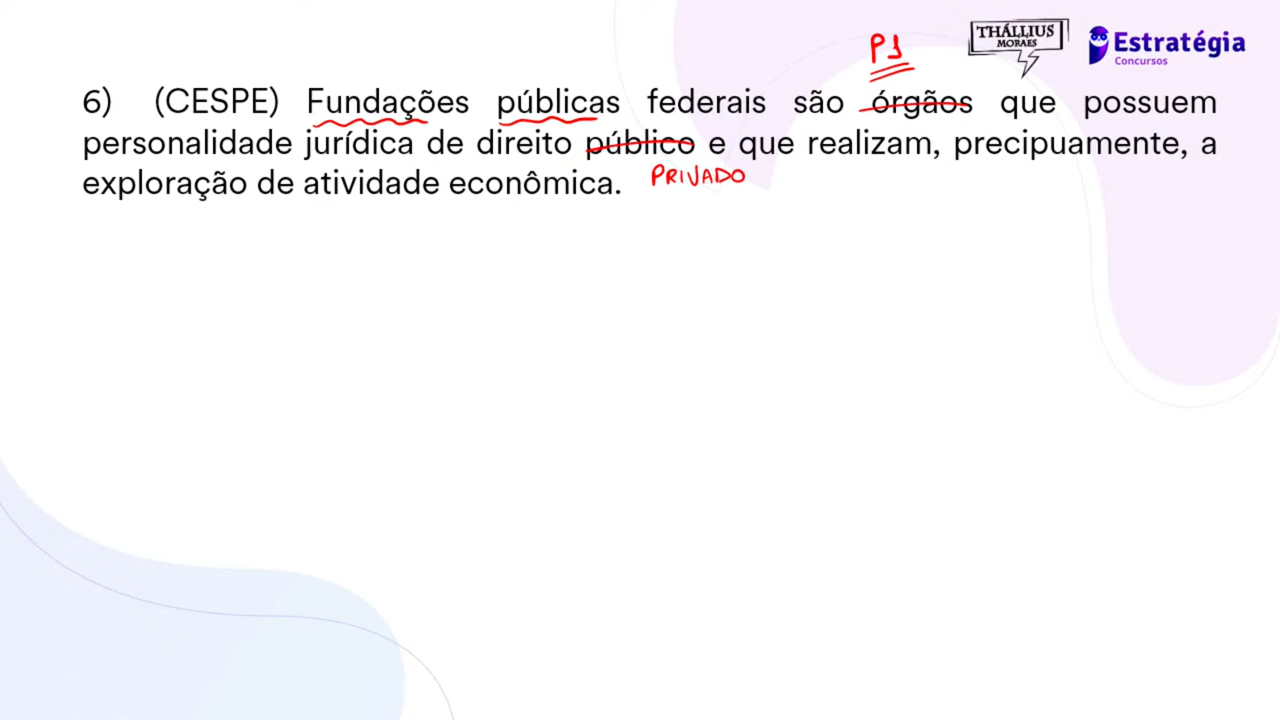 THÁLLIUS
MORAES
Estratégia
Concursos
PJ
6) (CESPE) Fundações públicas federais são órgãos que possuem
personalidade jurídica de direito público e que realizam, precipuamente, a
exploração de atividade econômica.
PRIVADO